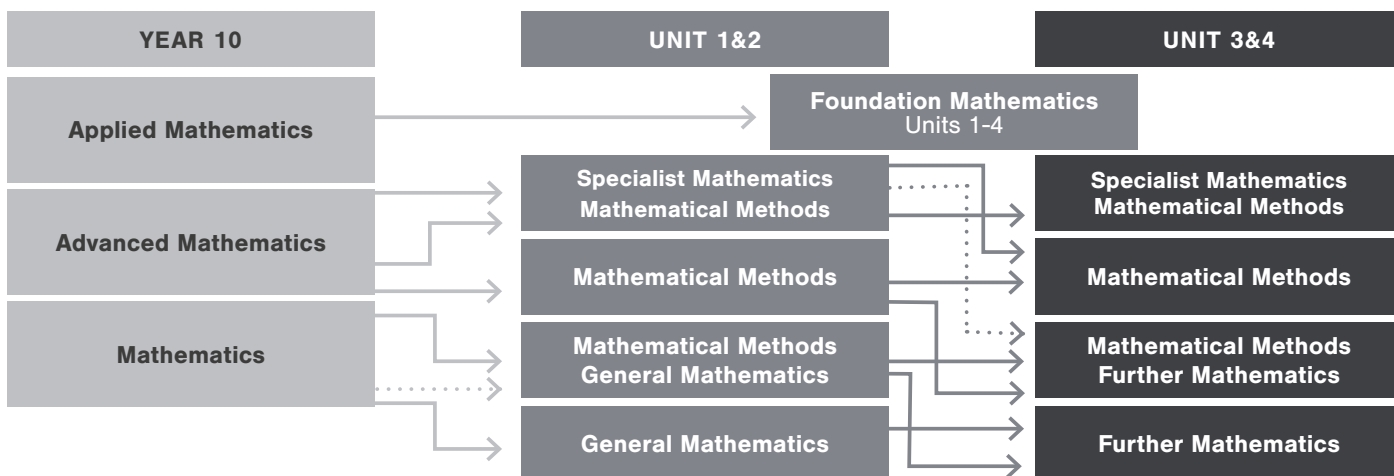 YEAR 10
UNIT 1&2
UNIT 3&4
Applied Mathematics
Foundation Mathematics
Units 1-4
Advanced Mathematics
Specialist Mathematics
Mathematical Methods
Specialist Mathematics
Mathematical Methods
Mathematical Methods
Mathematical Methods
Mathematics
Mathematical Methods
General Mathematics
Mathematical Methods
Further Mathematics
General Mathematics
Further Mathematics